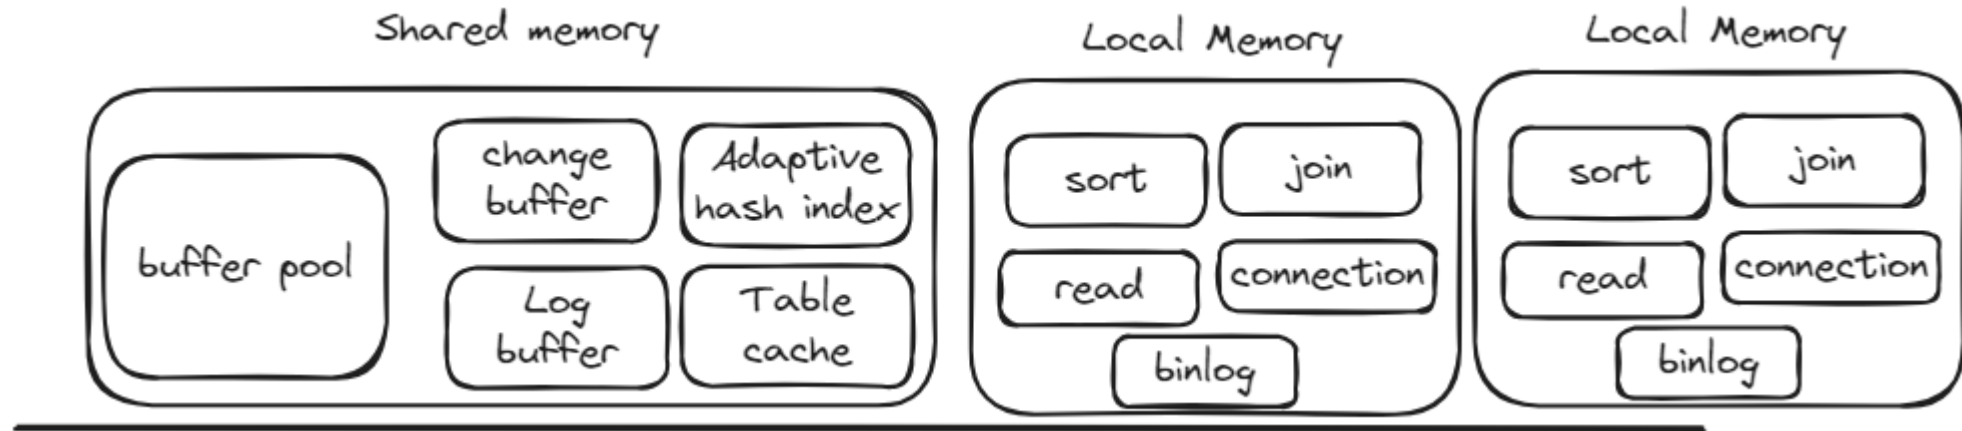 Shared memory
buffer pool
change
buffer
Adaptive
hash index
Log
buffer
Table
cache
Local Memory
sort
join
read
connection
binlog
Local Memory
sort
join
read
connection
binlog